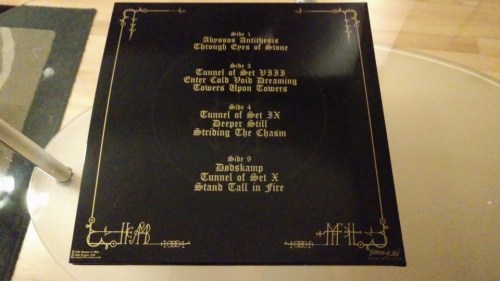 Side 1
Abyssos Antithesis
Through Eyes of Stone
Side 3
Tunnel of Set VIII
Enter Cold Void Dreaming
Towers Upon Towers
Side 4
Tunnel of Set IX
Deeper Still
Striding The Chasm
Side 9
Dødskamp
Tunnel of Set X
Stand Tall in Fire